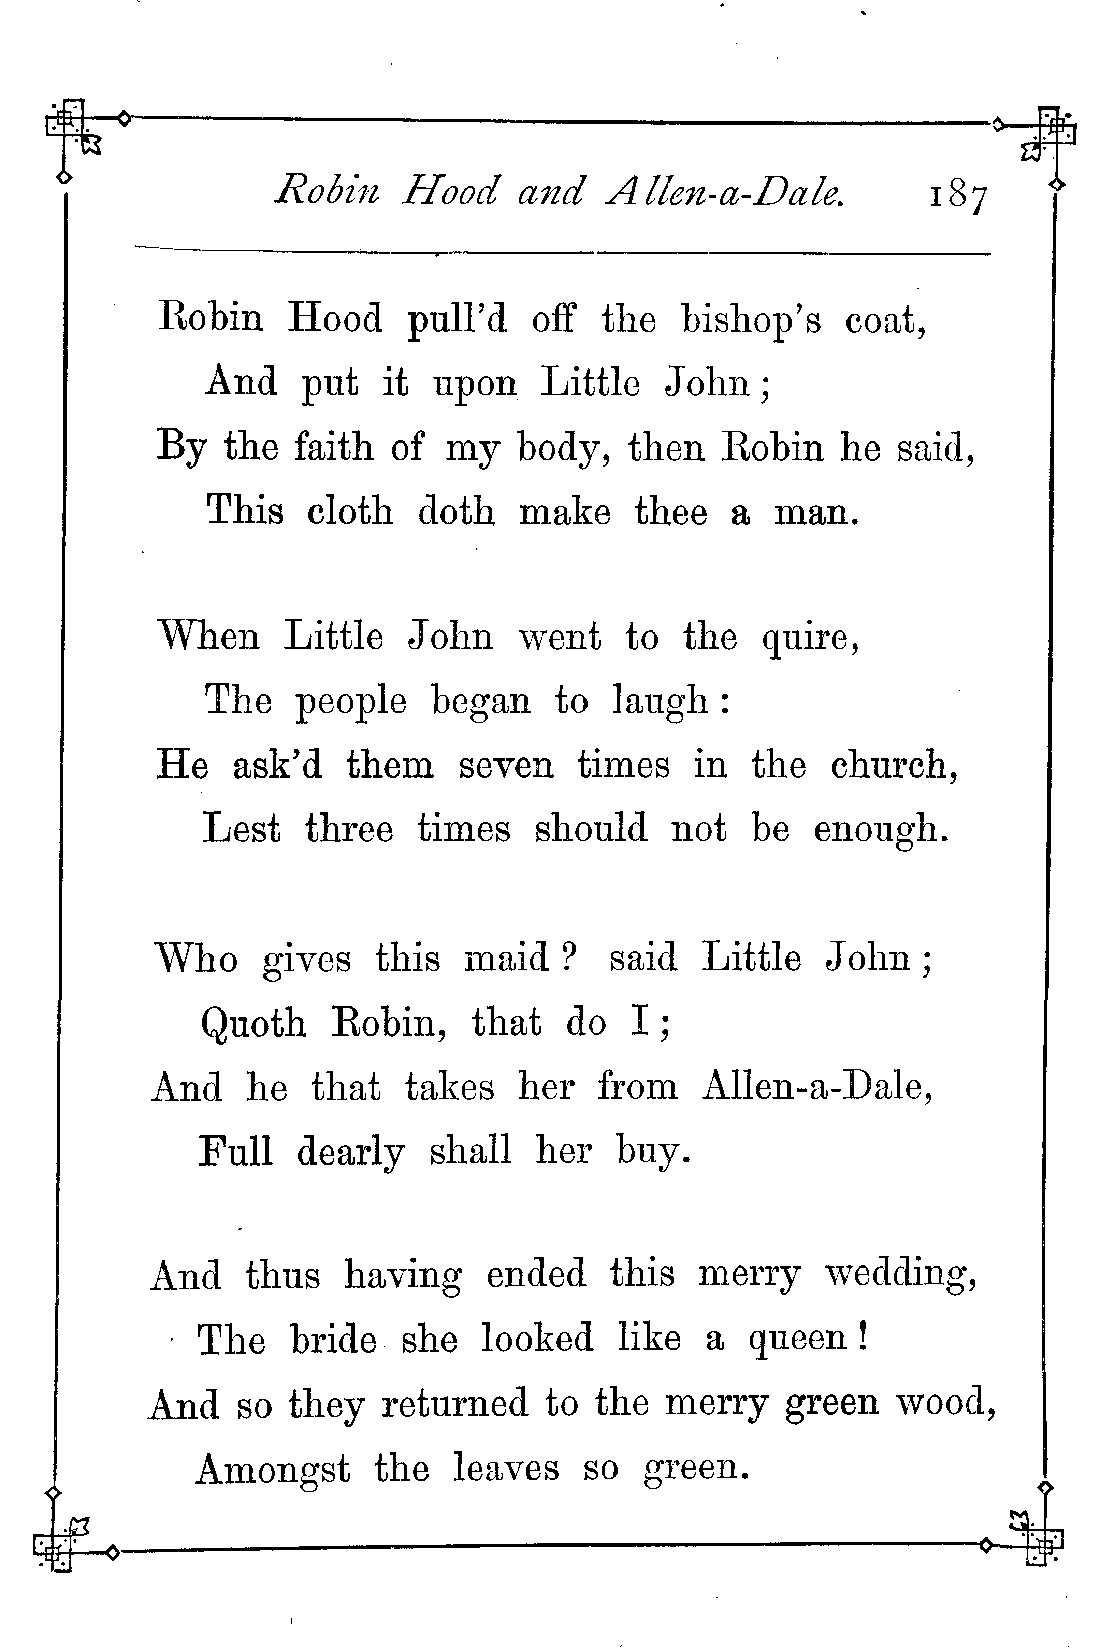 Robin Hood and Allen-a-Dale. 187
Robin Hood pull'd off the bishop's coat,
And put it upon Little John;
By the faith of my body, then Robin he said,
This cloth doth make thee a man.
When Little John went to the quire,
The people began to laugh:
He ask'd them seven times in the church,
Lest three times should not be enough.
Who gives this maid? said Little John;
Quoth Robin, that do I;
And he that takes her from Allen-a-Dale,
Full dearly shall her buy.
And thus having ended this merry wedding,
The bride she looked like a queen!
And so they returned to the merry green wood,
Amongst the leaves so green.